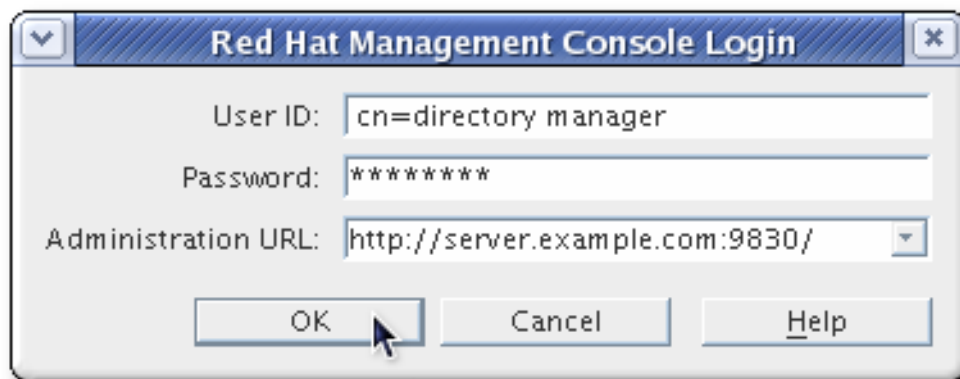 Red Hat Management Console Login
User ID: cn=directory manager
Password: ********
Administration URL: http://server.example.com:9830/
OK Cancel Help